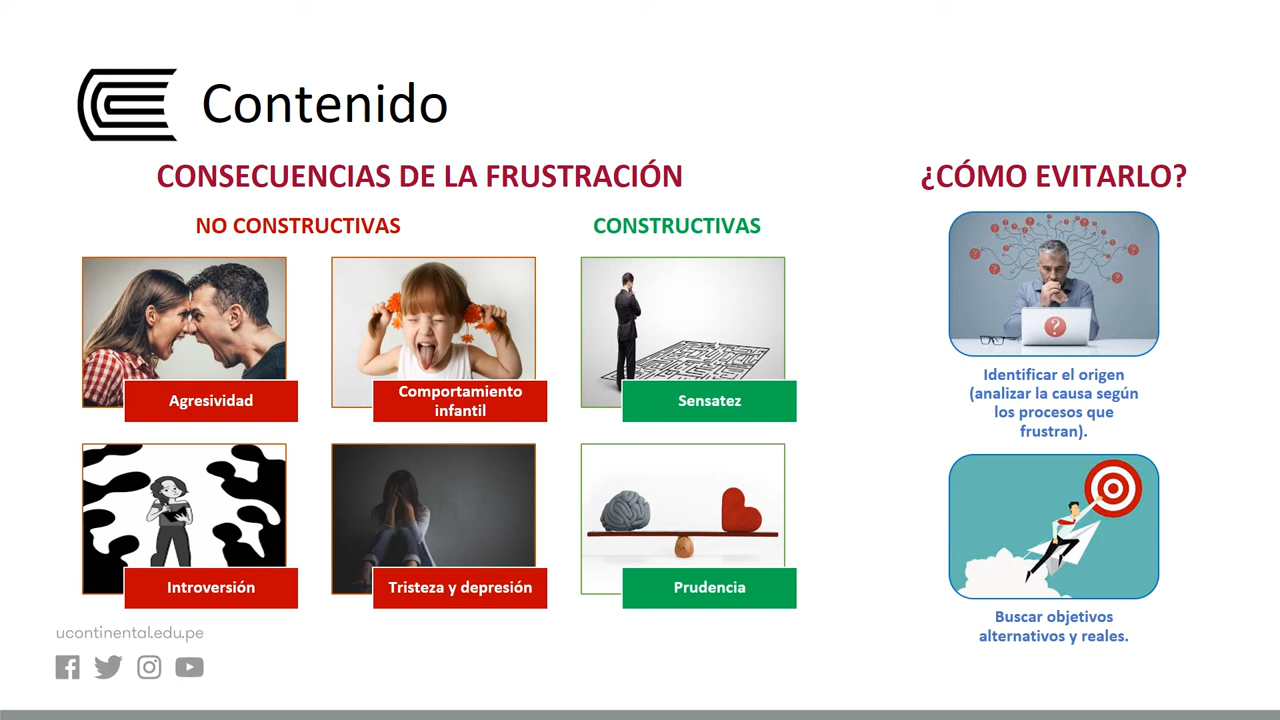 Contenido
CONSECUENCIAS DE LA FRUSTRACIÓN
NO CONSTRUCTIVAS
CONSTRUCTIVAS
Agresividad
Comportamiento
infantil
Sensatez
Introversión
Tristeza y depresión
Prudencia
¿CÓMO EVITARLO?
Identificar el origen
(analizar la causa según
los procesos que
frustran).
Buscar objetivos
alternativos y reales.
ucontinental.edu.pe